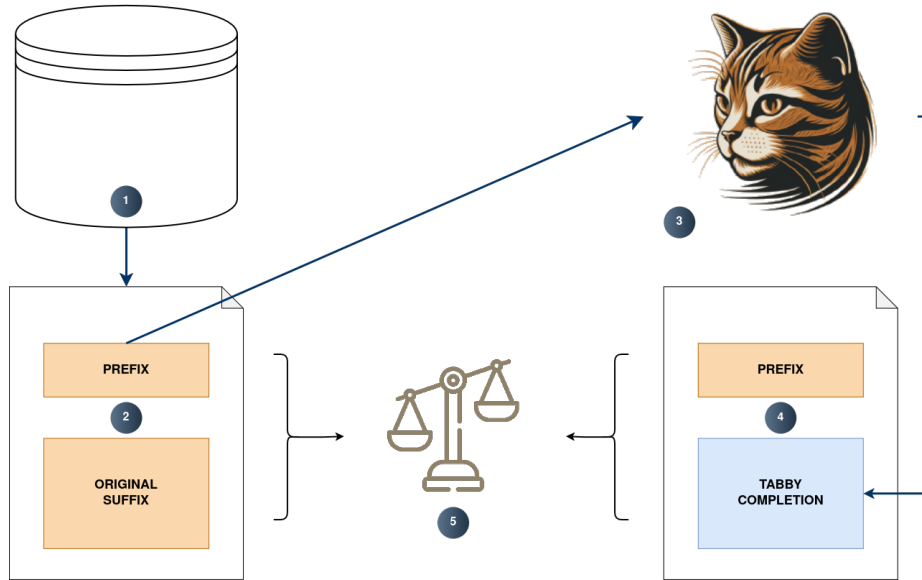 1
3
PREFIX
PREFIX
2
4
ORIGINAL
SUFFIX
TABBY
COMPLETION
5